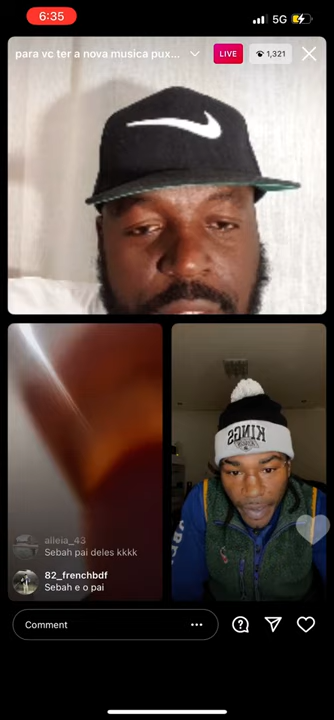 6:35
5G
para vc ter a nova musica pux...
LIVE
1,321
KINGS
alleia_43
Sebah pai deles kkkk
82_frenchbdf
Sebah e o pai
Comment